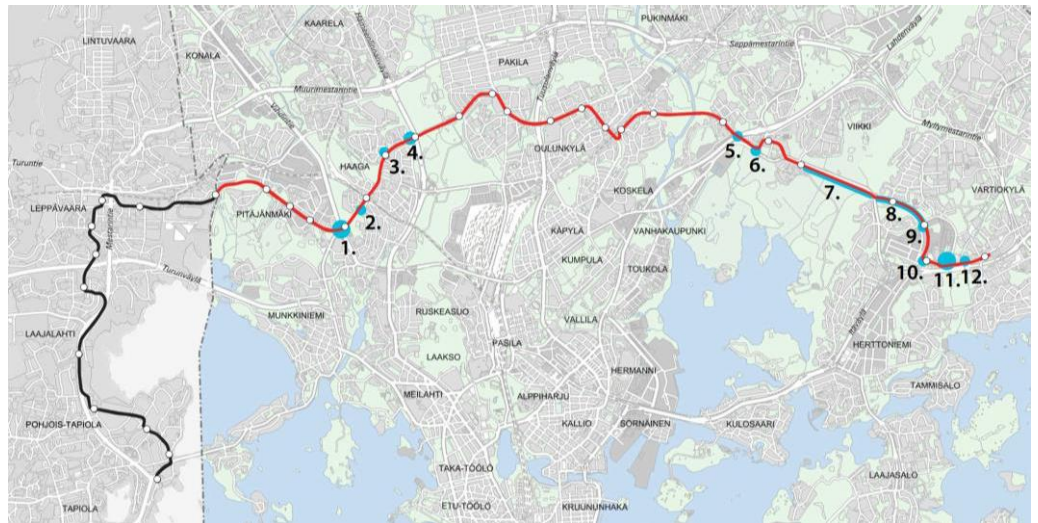 LINTUVAARA
KONALA
KAARELA
Hämeenlinnanväylä
PAKILA
Tuusulanväylä
PUKINMÄKI
Seppämestarintie
Lahdenväylä
Muurimestarintie
Vihdintie
Myllymestarintie
VIIKKI
VARTIOKYLÄ
Turuntie
LEPPÄVAARA
Mestarintie
PITÄJÄNMÄKI
HAAGA
OULUNKYLÄ
KOSKELA
1.
2.
3.
4.
5.
6.
7.
8.
9.
10.
11.
12.
Turunväylä
MUNKKINIEMI
KÄPYLÄ
VANHAKAUPUNKI
KUMPULA
TOUKOLA
LAAJALAHTI
RUSKEASUO
LAAKSO
PASILA
VALLILA
HERMANNI
Itäväylä
HERTTONIEMI
TAMMISALO
MEILAHTI
ALPPIHARJU
KALLIO
SÖRNÄINEN
KULOSAARI
POHJOIS-TAPIOLA
TAKA-TÖÖLÖ
LAAJASALO
TAPIOLA
ETU-TÖÖLÖ
KRUUNUNHAKA